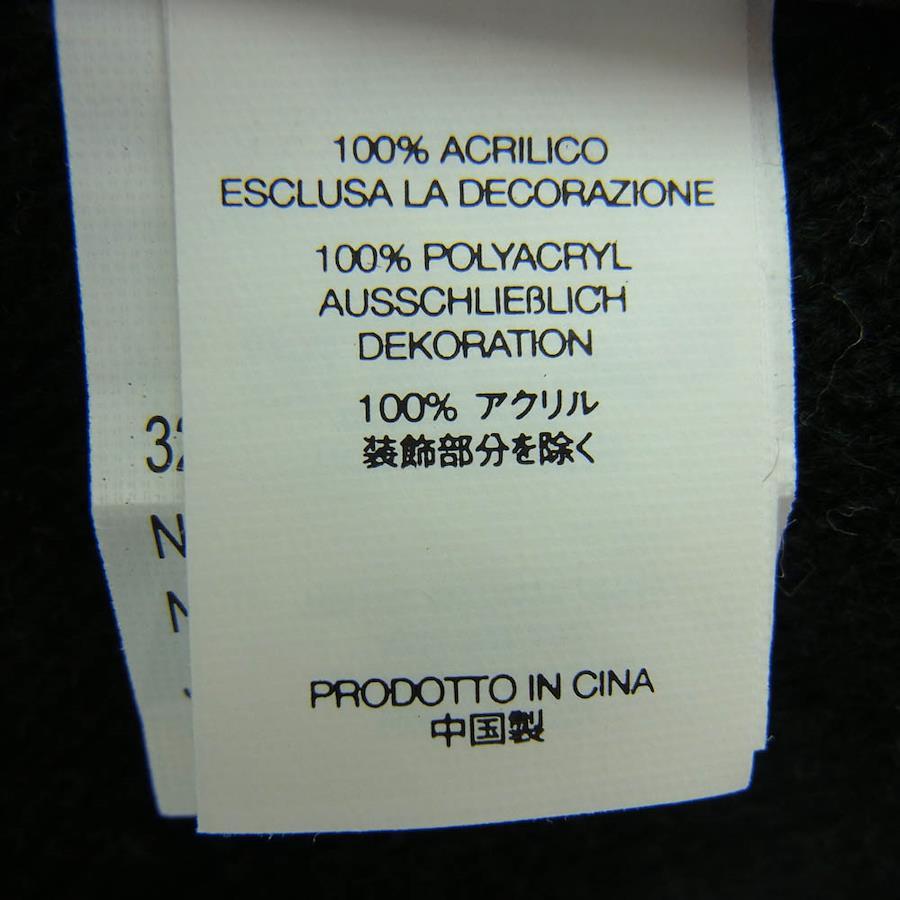 100% ACRILICO
ESCLUSA LA DECORAZIONE
100% POLYACRYL
AUSSCHLIEßLICH
DEKORATION
100% アクリル
装飾部分を除く
PRODOTTO IN CINA
中国製